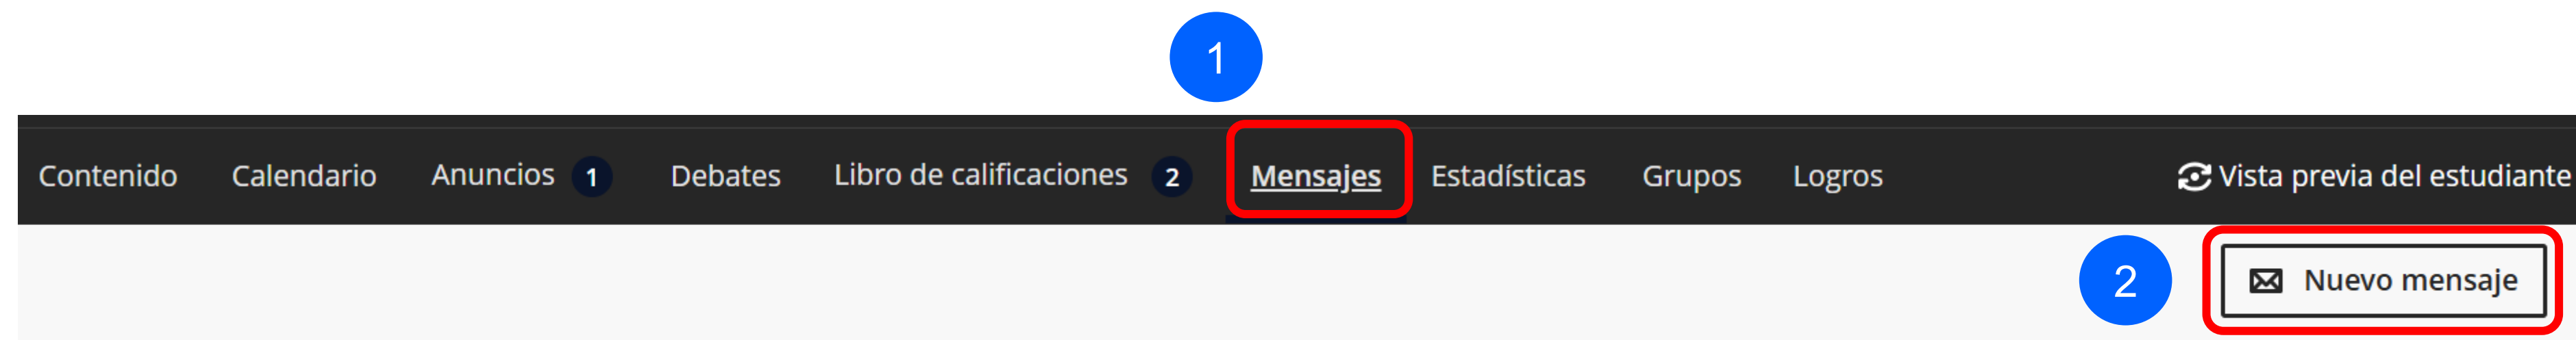 1
Contenido Calendario Anuncios 1 Debates Libro de calificaciones 2 Mensajes Estadísticas Grupos Logros Vista previa del estudiante
2 Nuevo mensaje